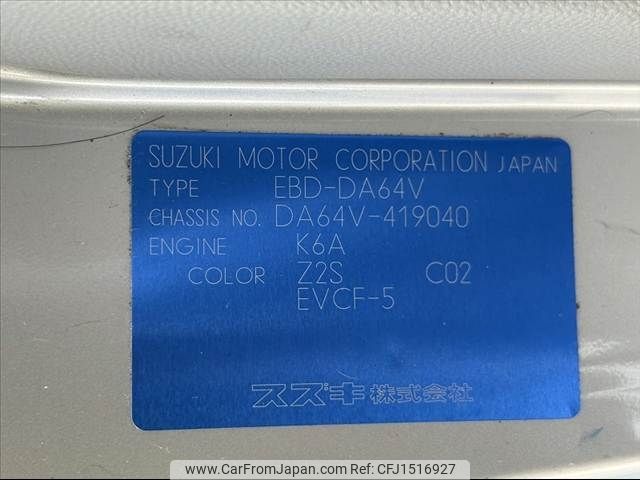 SUZUKI MOTOR CORPORATION JAPAN
TYPE EBD-DA64V
CHASSIS NO. DA64V-419040
ENGINE K6A
COLOR Z2S C02
EVCF-5
スズキ株式会社
www.CarFromJapan.com - CFJ1516927